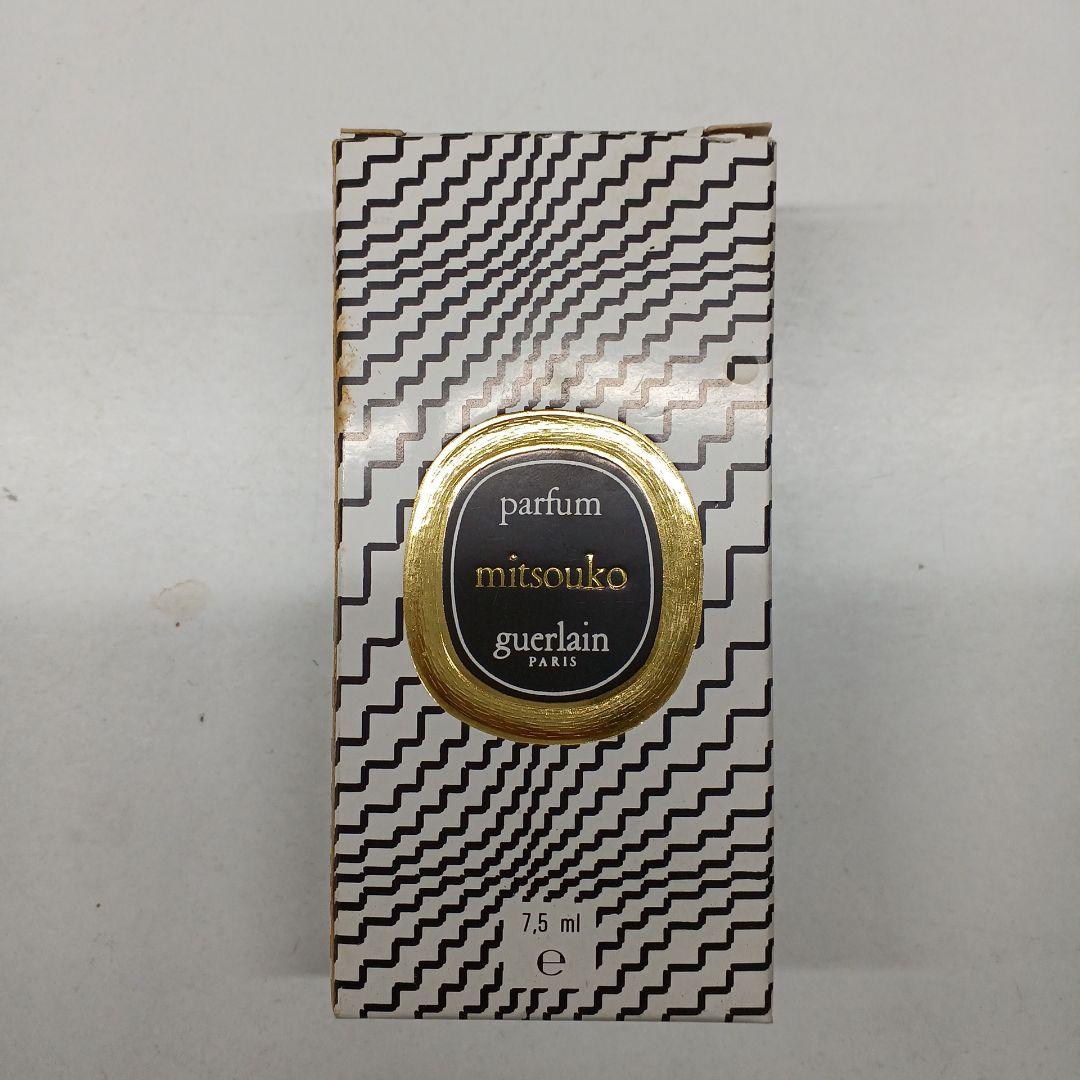 parfum
mitsouko
guerlain
PARIS
7,5 ml
℮